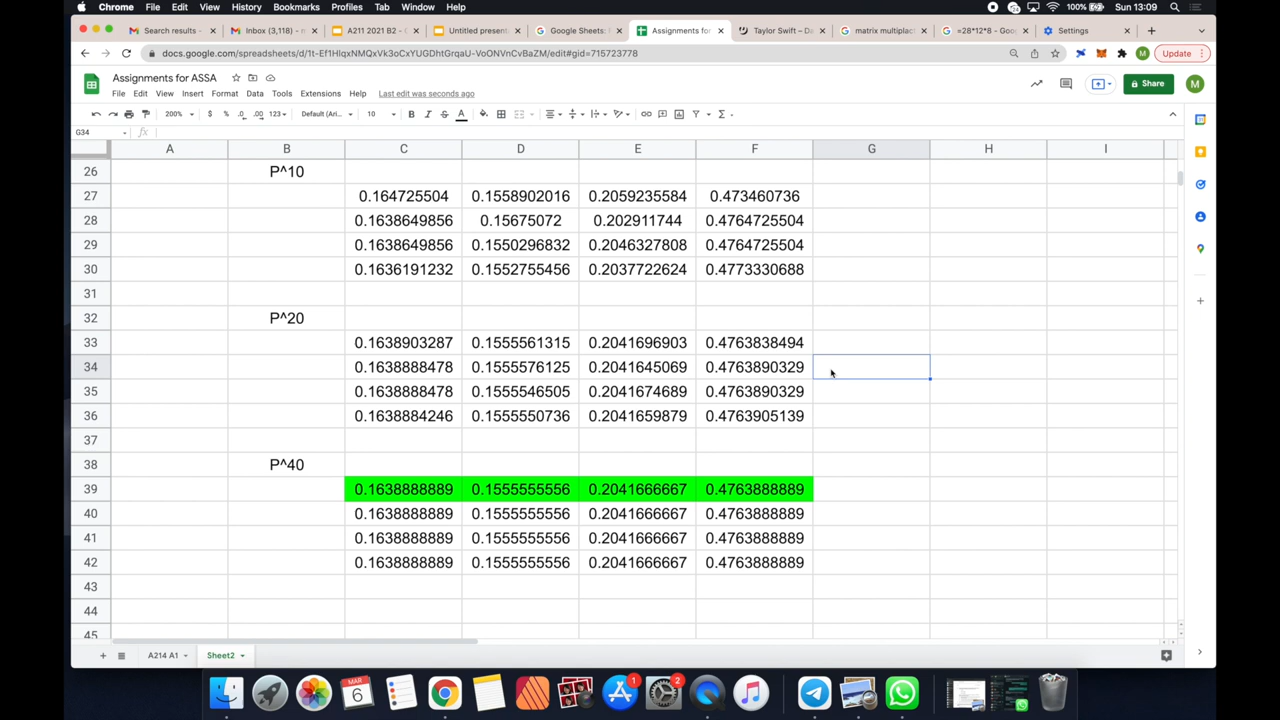 Chrome File Edit View History Bookmarks Profiles Tab Window Help 100% Sun 13:09
Search results - Inbox (3,118) - m A211 2021 B2 - Untitled present Google Sheets: Assignments for Taylor Swift – Da matrix multiplac =28*12*8 - Goo Settings
docs.google.com/spreadsheets/d/1t-Ef1HlqxNMQxVk3oCxYUGDhtGrqaU-VoONVnCvBaZM/edit#gid=715723778 M Update
Assignments for ASSA
File Edit View Insert Format Data Tools Extensions Help Last edit was seconds ago Share M
200% $ % .0 .00 123 Default (Ari... 10 B I S A
G34 fx
A B C D E F G H I
26 P^10
27 0.164725504 0.1558902016 0.2059235584 0.473460736
28 0.1638649856 0.15675072 0.202911744 0.4764725504
29 0.1638649856 0.1550296832 0.2046327808 0.4764725504
30 0.1636191232 0.1552755456 0.2037722624 0.4773330688
31
32 P^20
33 0.1638903287 0.1555561315 0.2041696903 0.4763838494
34 0.1638888478 0.1555576125 0.2041645069 0.4763890329
35 0.1638888478 0.1555546505 0.2041674689 0.4763890329
36 0.1638884246 0.1555550736 0.2041659879 0.4763905139
37
38 P^40
39 0.1638888889 0.1555555556 0.2041666667 0.4763888889
40 0.1638888889 0.1555555556 0.2041666667 0.4763888889
41 0.1638888889 0.1555555556 0.2041666667 0.4763888889
42 0.1638888889 0.1555555556 0.2041666667 0.4763888889
43
44
45
A214 A1 Sheet2
MAR
6
1
2